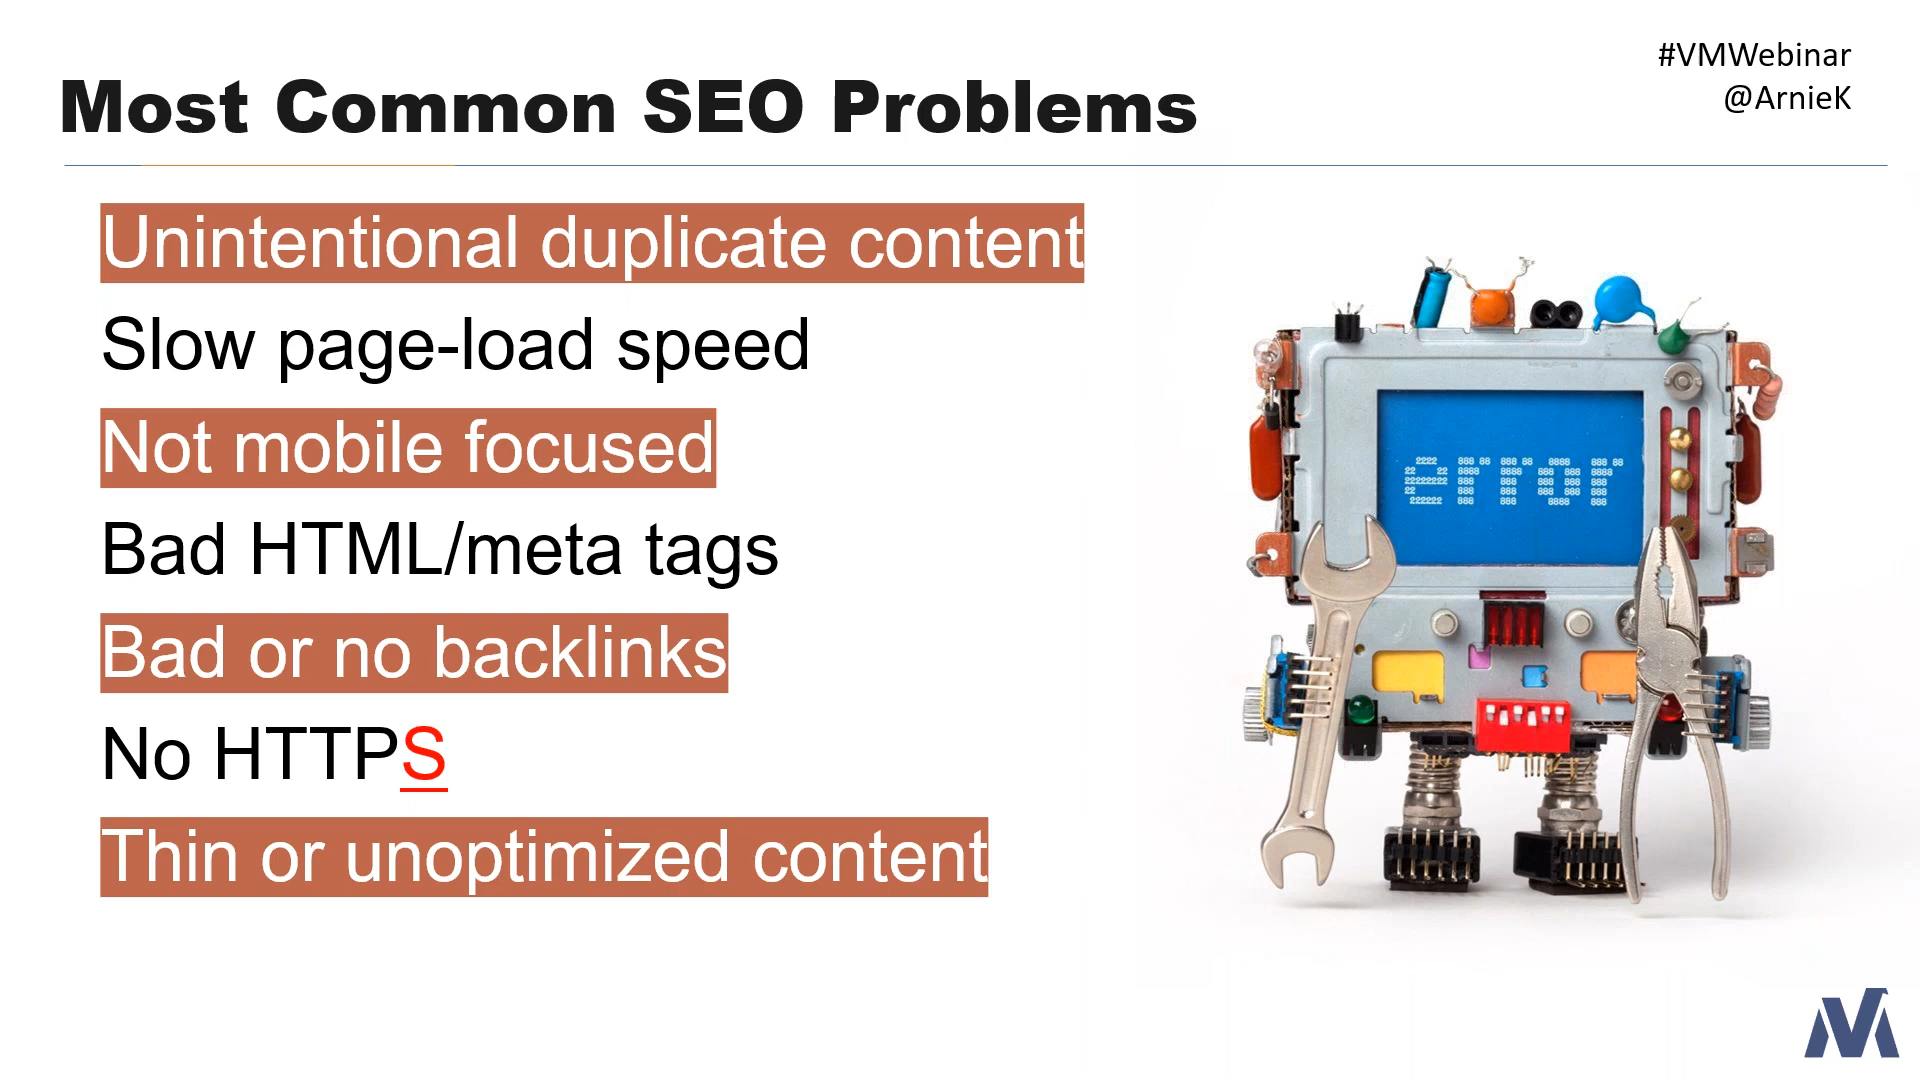 #VMWebinar
@ArnieK
Most Common SEO Problems
Unintentional duplicate content
Slow page-load speed
Not mobile focused
Bad HTML/meta tags
Bad or no backlinks
No HTTPS
Thin or unoptimized content
error